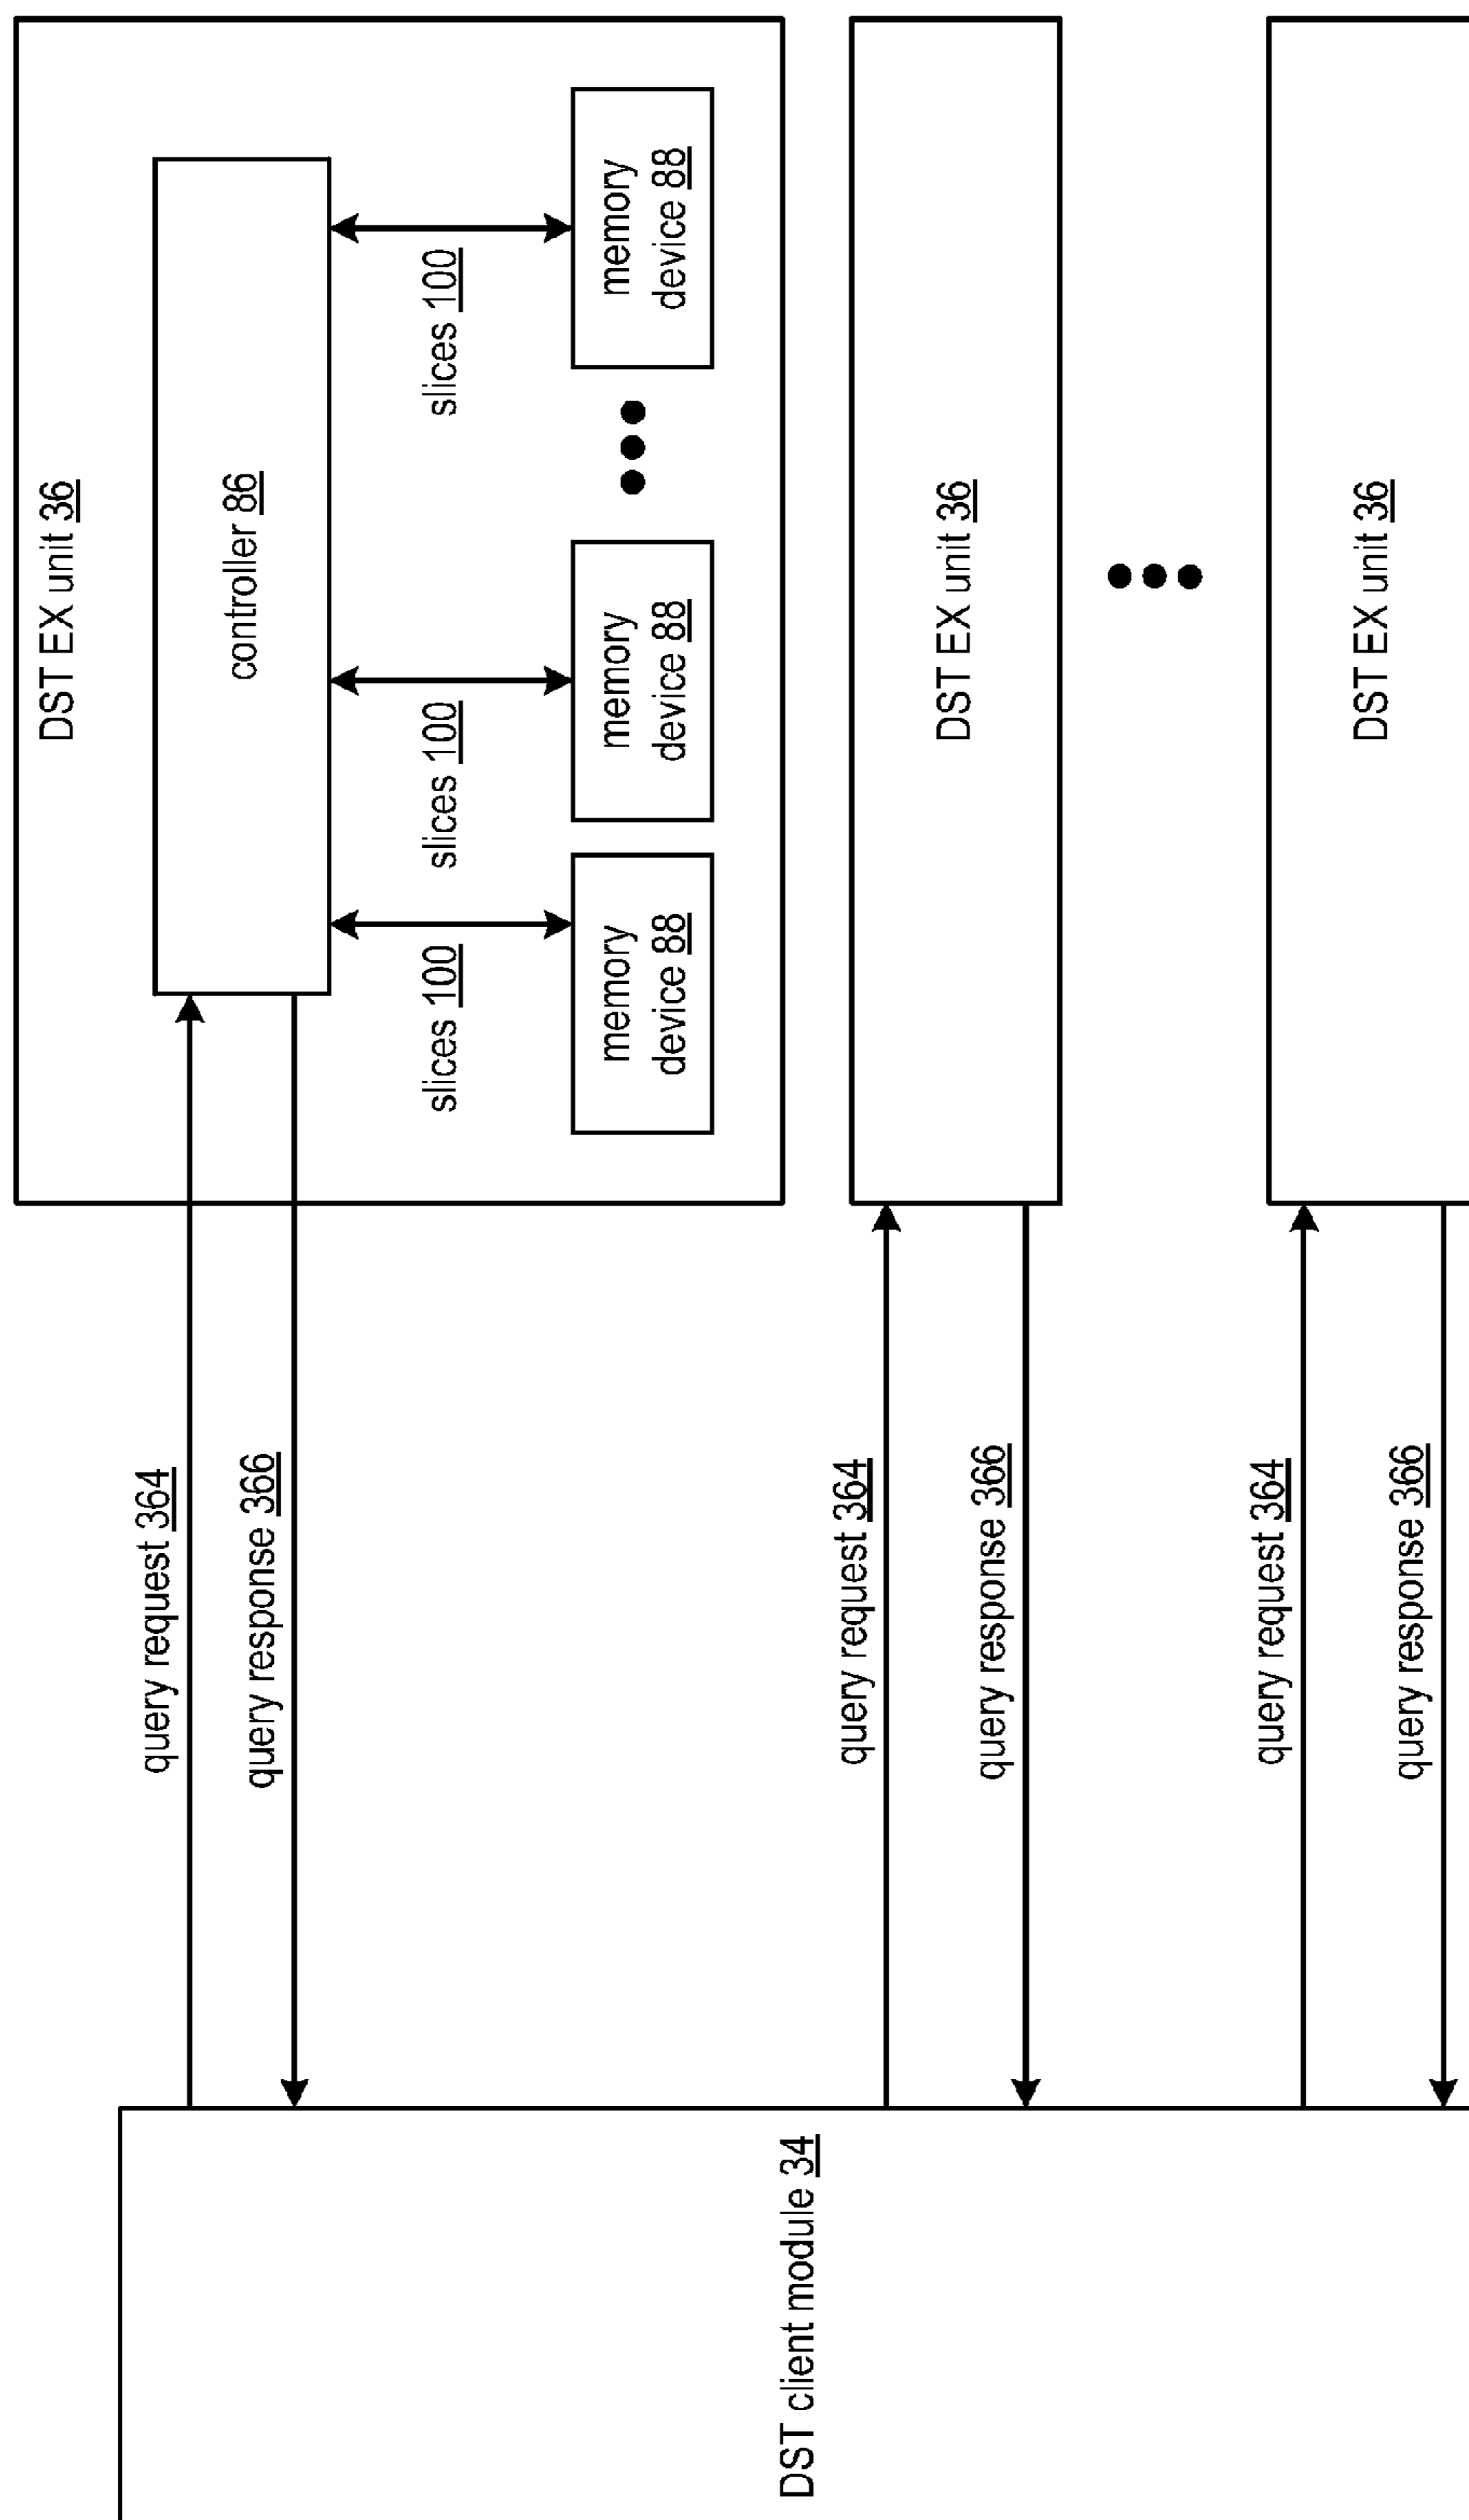 DST client module 34
query request 364
query response 366
DST EX unit 36
controller 86
slices 100
slices 100
slices 100
memory
device 88
memory
device 88
memory
device 88
query request 364
query response 366
DST EX unit 36
query request 364
query response 366
DST EX unit 36